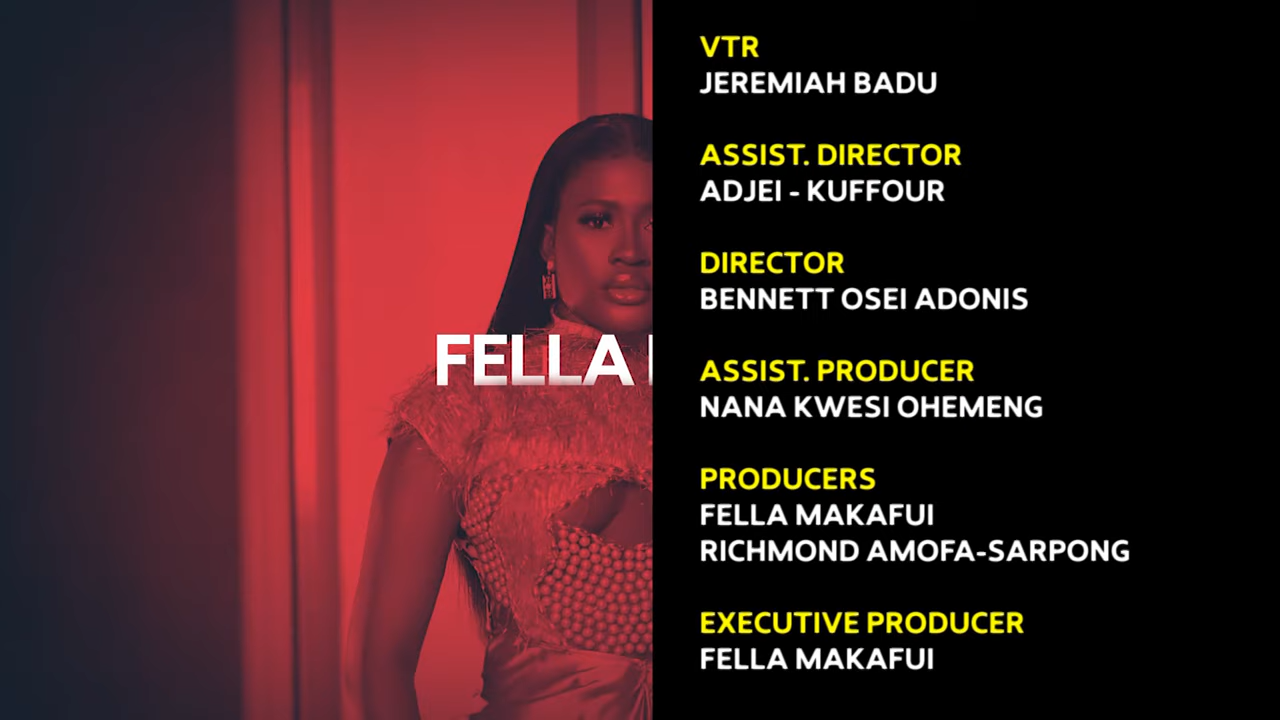 FELLA
VTR
JEREMIAH BADU
ASSIST. DIRECTOR
ADJEI - KUFFOUR
DIRECTOR
BENNETT OSEI ADONIS
ASSIST. PRODUCER
NANA KWESI OHEMENG
PRODUCERS
FELLA MAKAFUI
RICHMOND AMOFA-SARPONG
EXECUTIVE PRODUCER
FELLA MAKAFUI